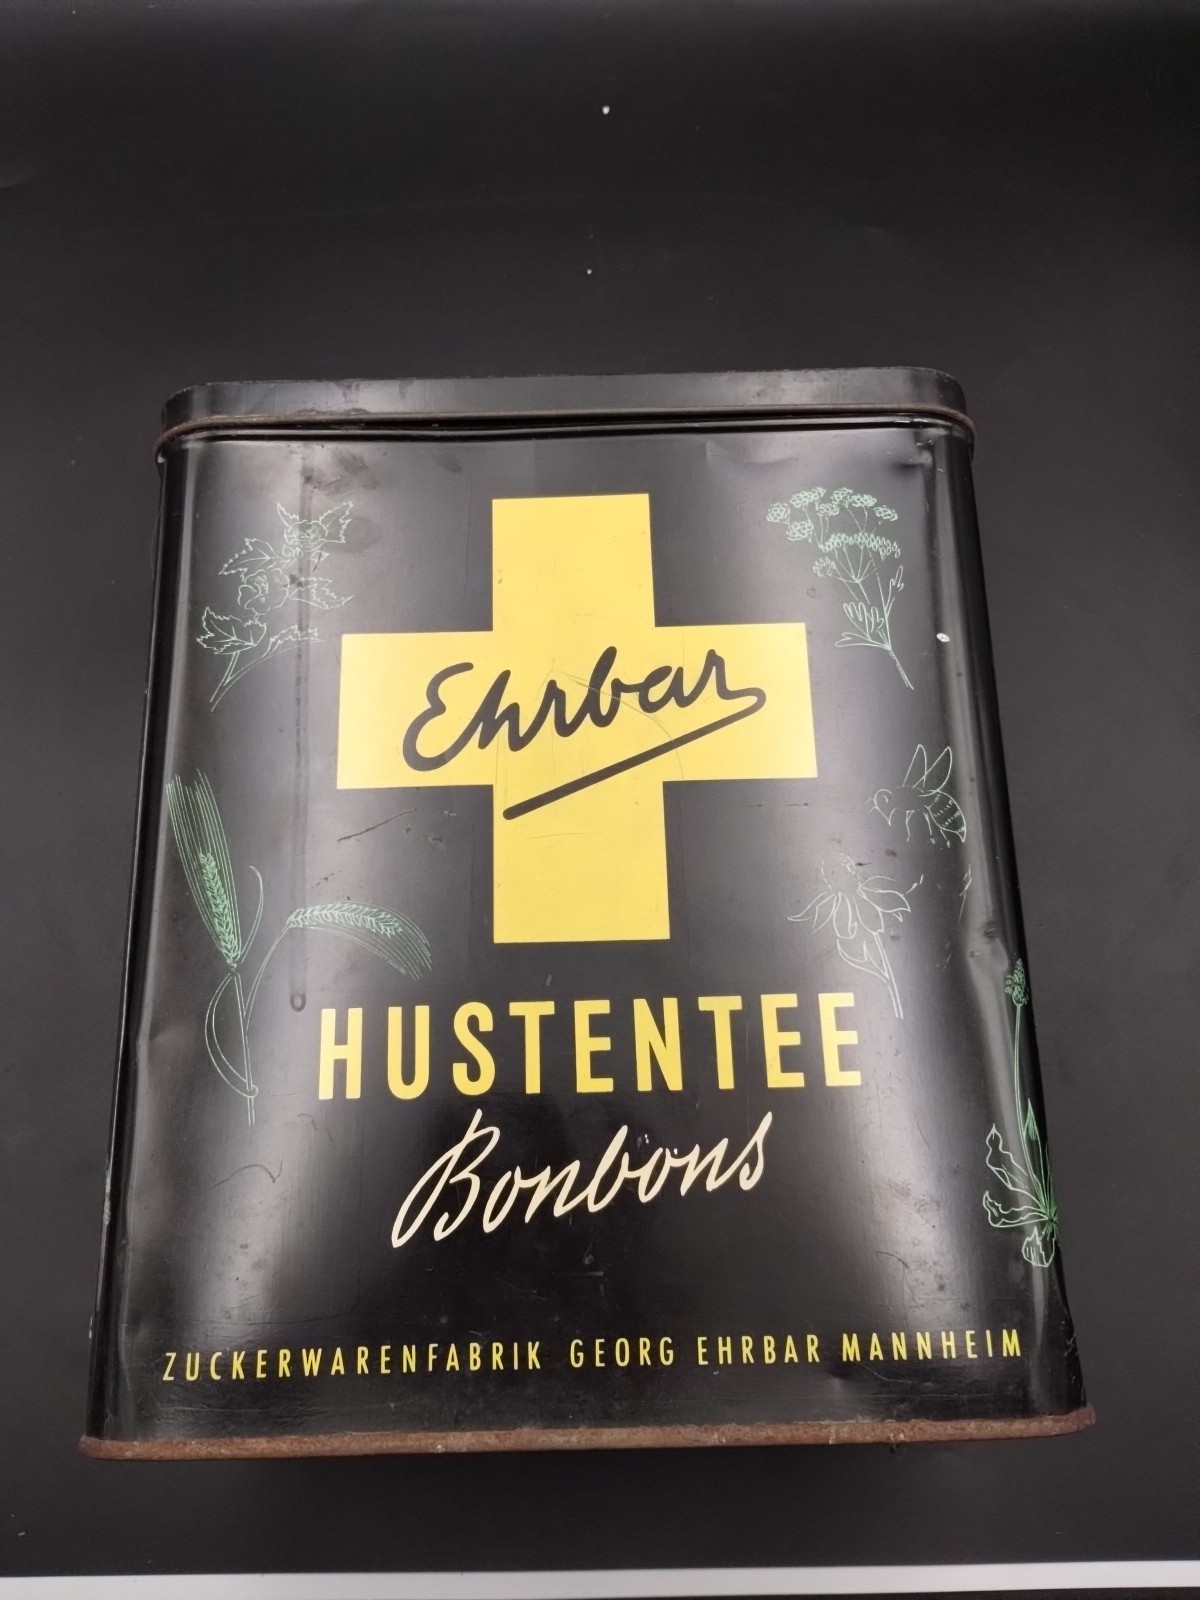 Ehrbar
HUSTENTEE
Bonbons
ZUCKERWARENFABRIK GEORG EHRBAR MANNHEIM